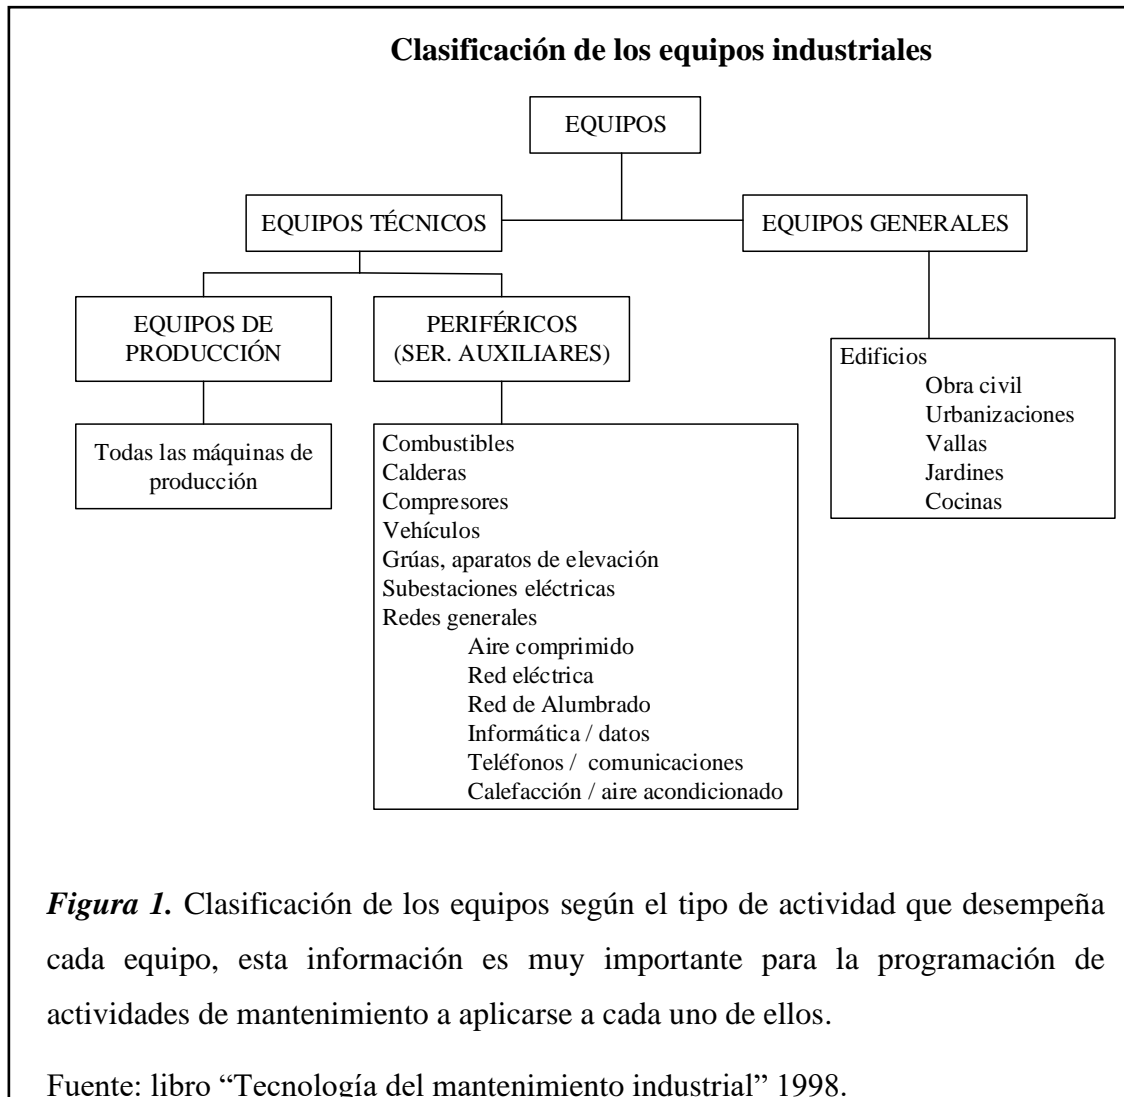 Clasificación de los equipos industriales
EQUIPOS
EQUIPOS TÉCNICOS
EQUIPOS GENERALES
EQUIPOS DE
PRODUCCIÓN
PERIFÉRICOS
(SER. AUXILIARES)
Todas las máquinas de
producción
Combustibles
Calderas
Compresores
Vehículos
Grúas, aparatos de elevación
Subestaciones eléctricas
Redes generales
Aire comprimido
Red eléctrica
Red de Alumbrado
Informática / datos
Teléfonos / comunicaciones
Calefacción / aire acondicionado
Edificios
Obra civil
Urbanizaciones
Vallas
Jardines
Cocinas
Figura 1. Clasificación de los equipos según el tipo de actividad que desempeña
cada equipo, esta información es muy importante para la programación de
actividades de mantenimiento a aplicarse a cada uno de ellos.
Fuente: libro “Tecnología del mantenimiento industrial” 1998.